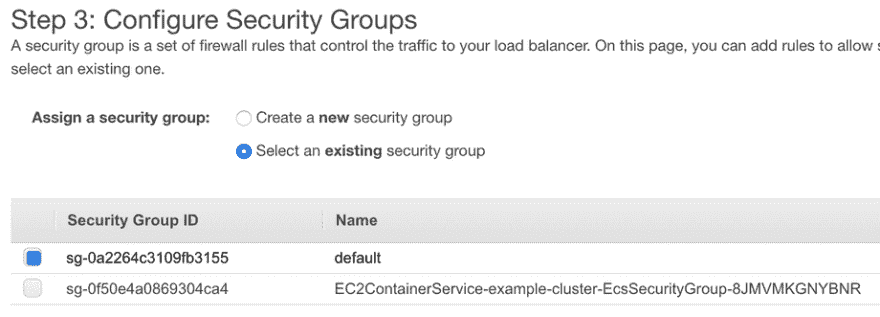 Step 3: Configure Security Groups
A security group is a set of firewall rules that control the traffic to your load balancer. On this page, you can add rules to allow
select an existing one.
Assign a security group: Create a new security group
Select an existing security group
Security Group ID Name
sg-0a2264c3109fb3155 default
sg-0f50e4a0869304ca4 EC2ContainerService-example-cluster-EcsSecurityGroup-8JMVMKGNYBNR